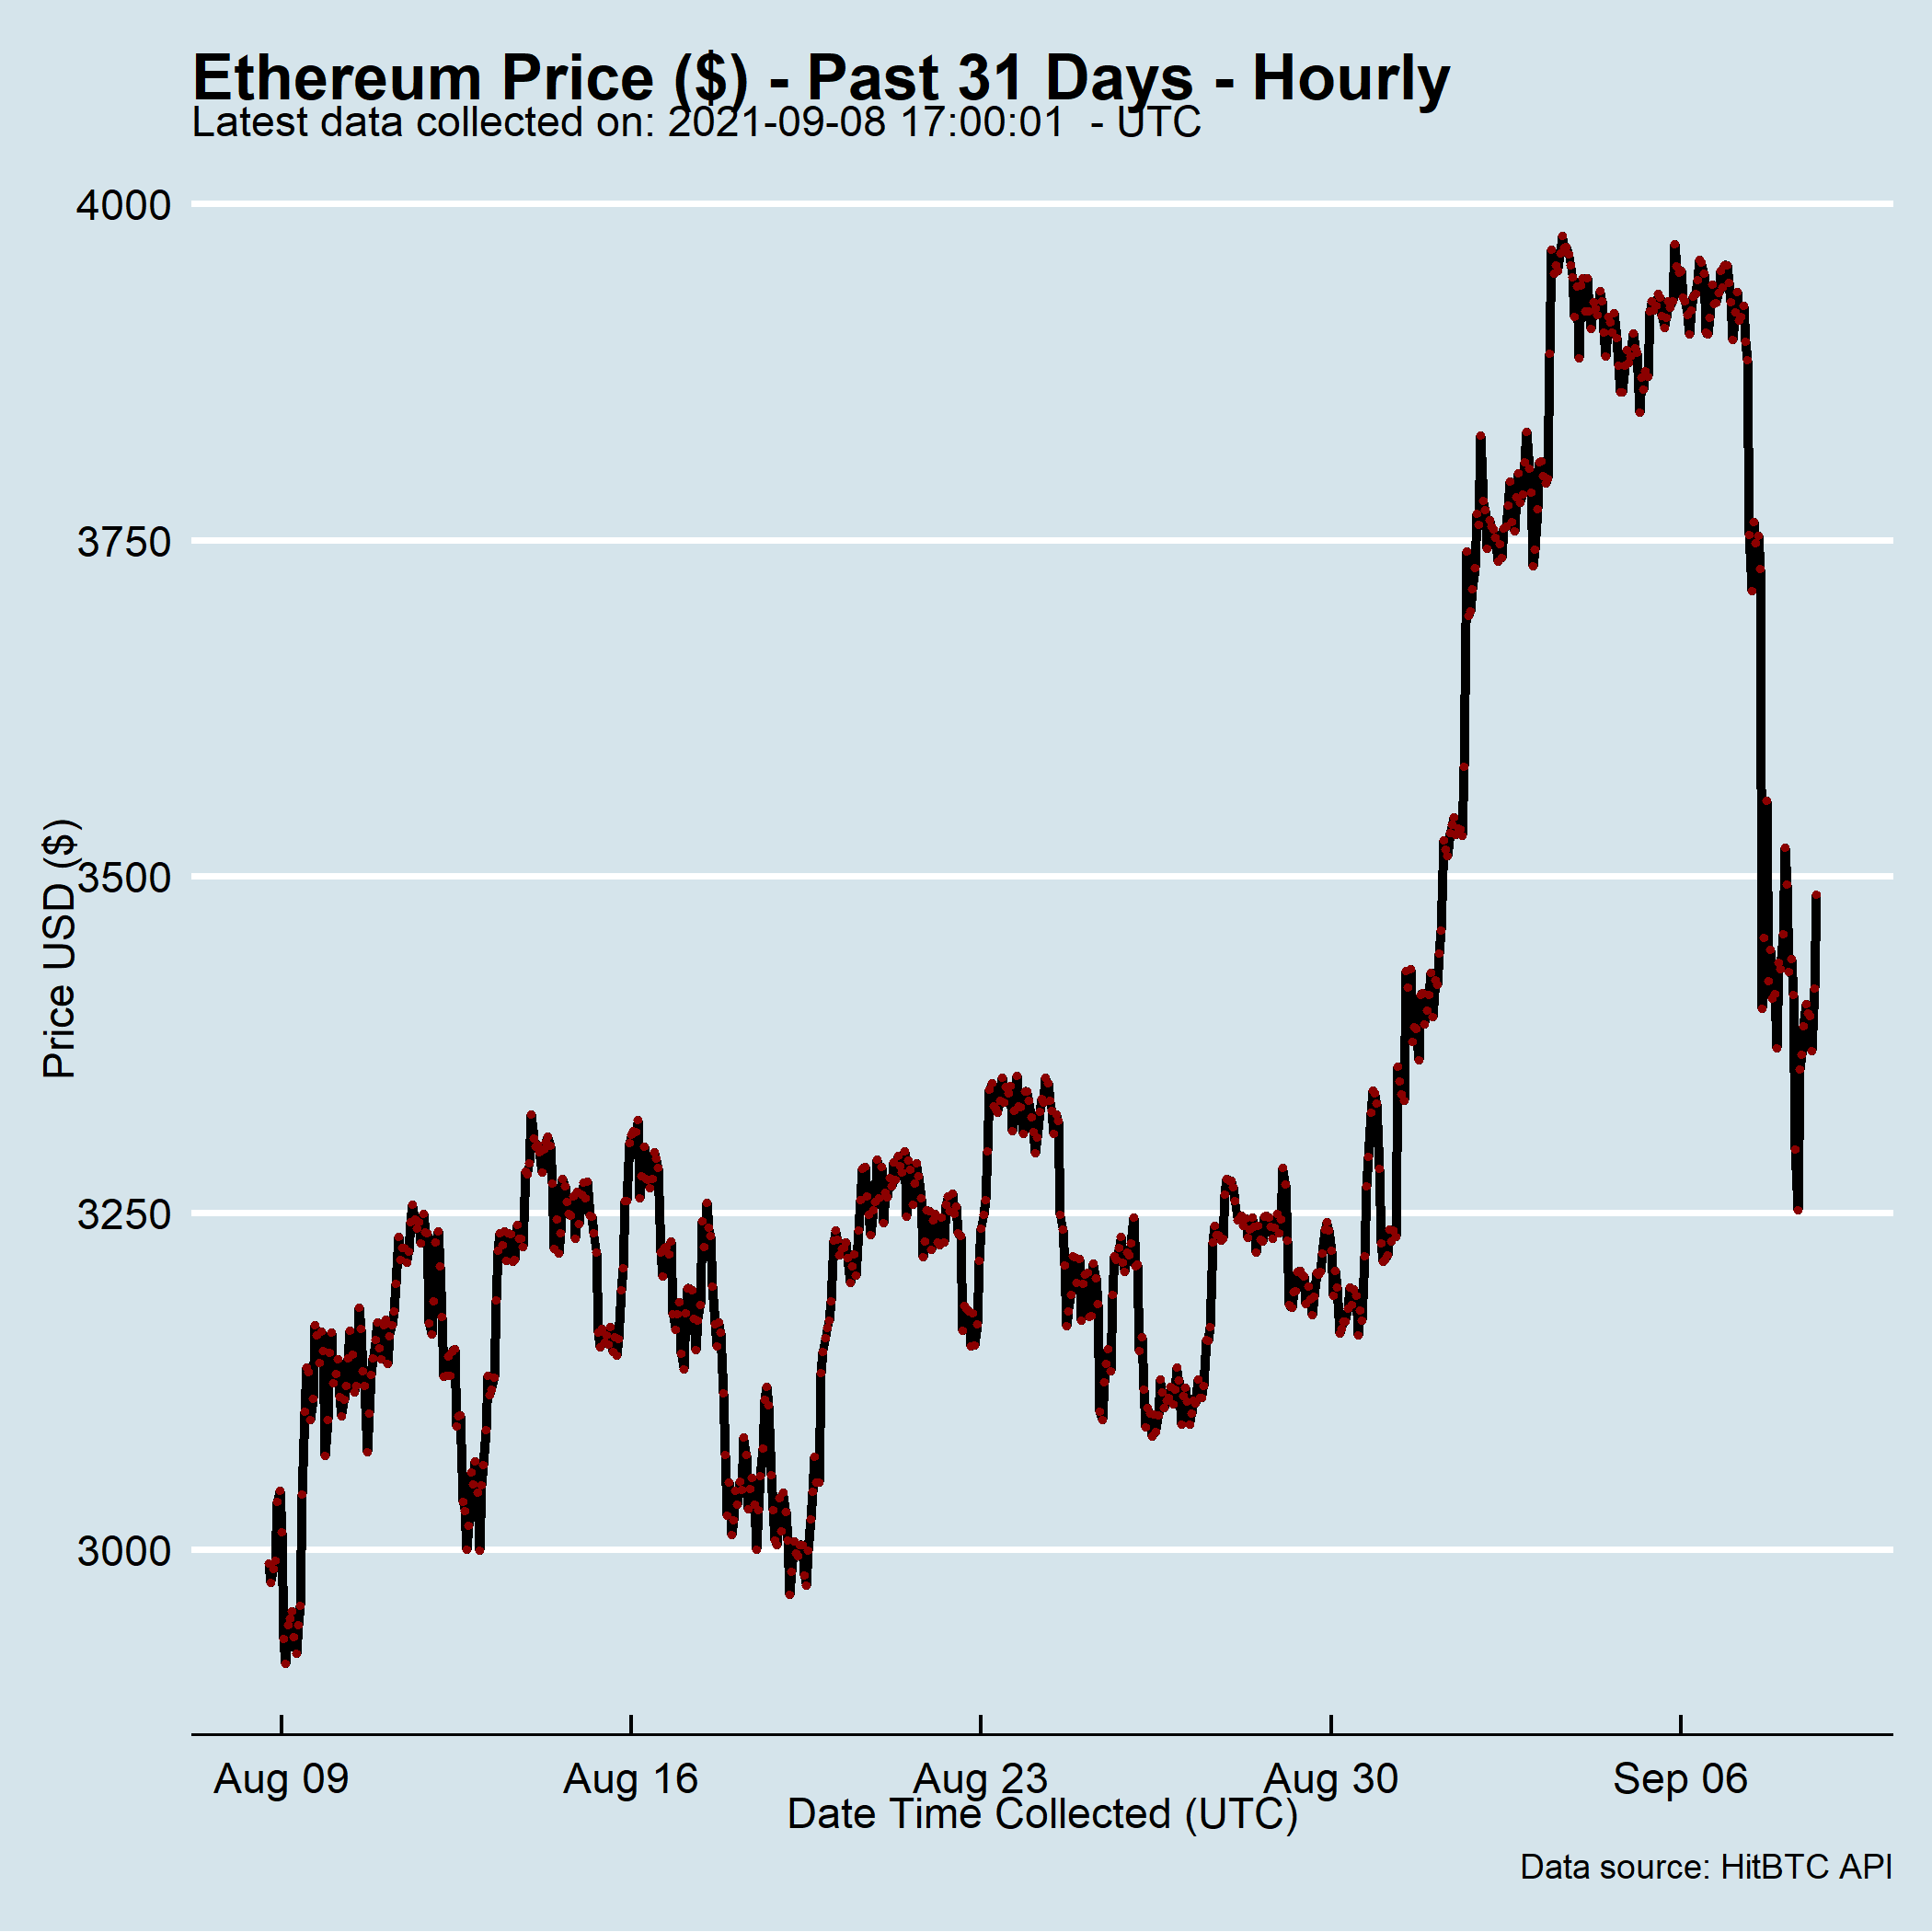 Ethereum Price ($) - Past 31 Days - Hourly
Latest data collected on: 2021-09-08 17:00:01  - UTC
4000
3750
3500
3250
3000
Price USD ($)
Aug 09 Aug 16 Aug 23 Aug 30 Sep 06
Date Time Collected (UTC)
Data source: HitBTC API